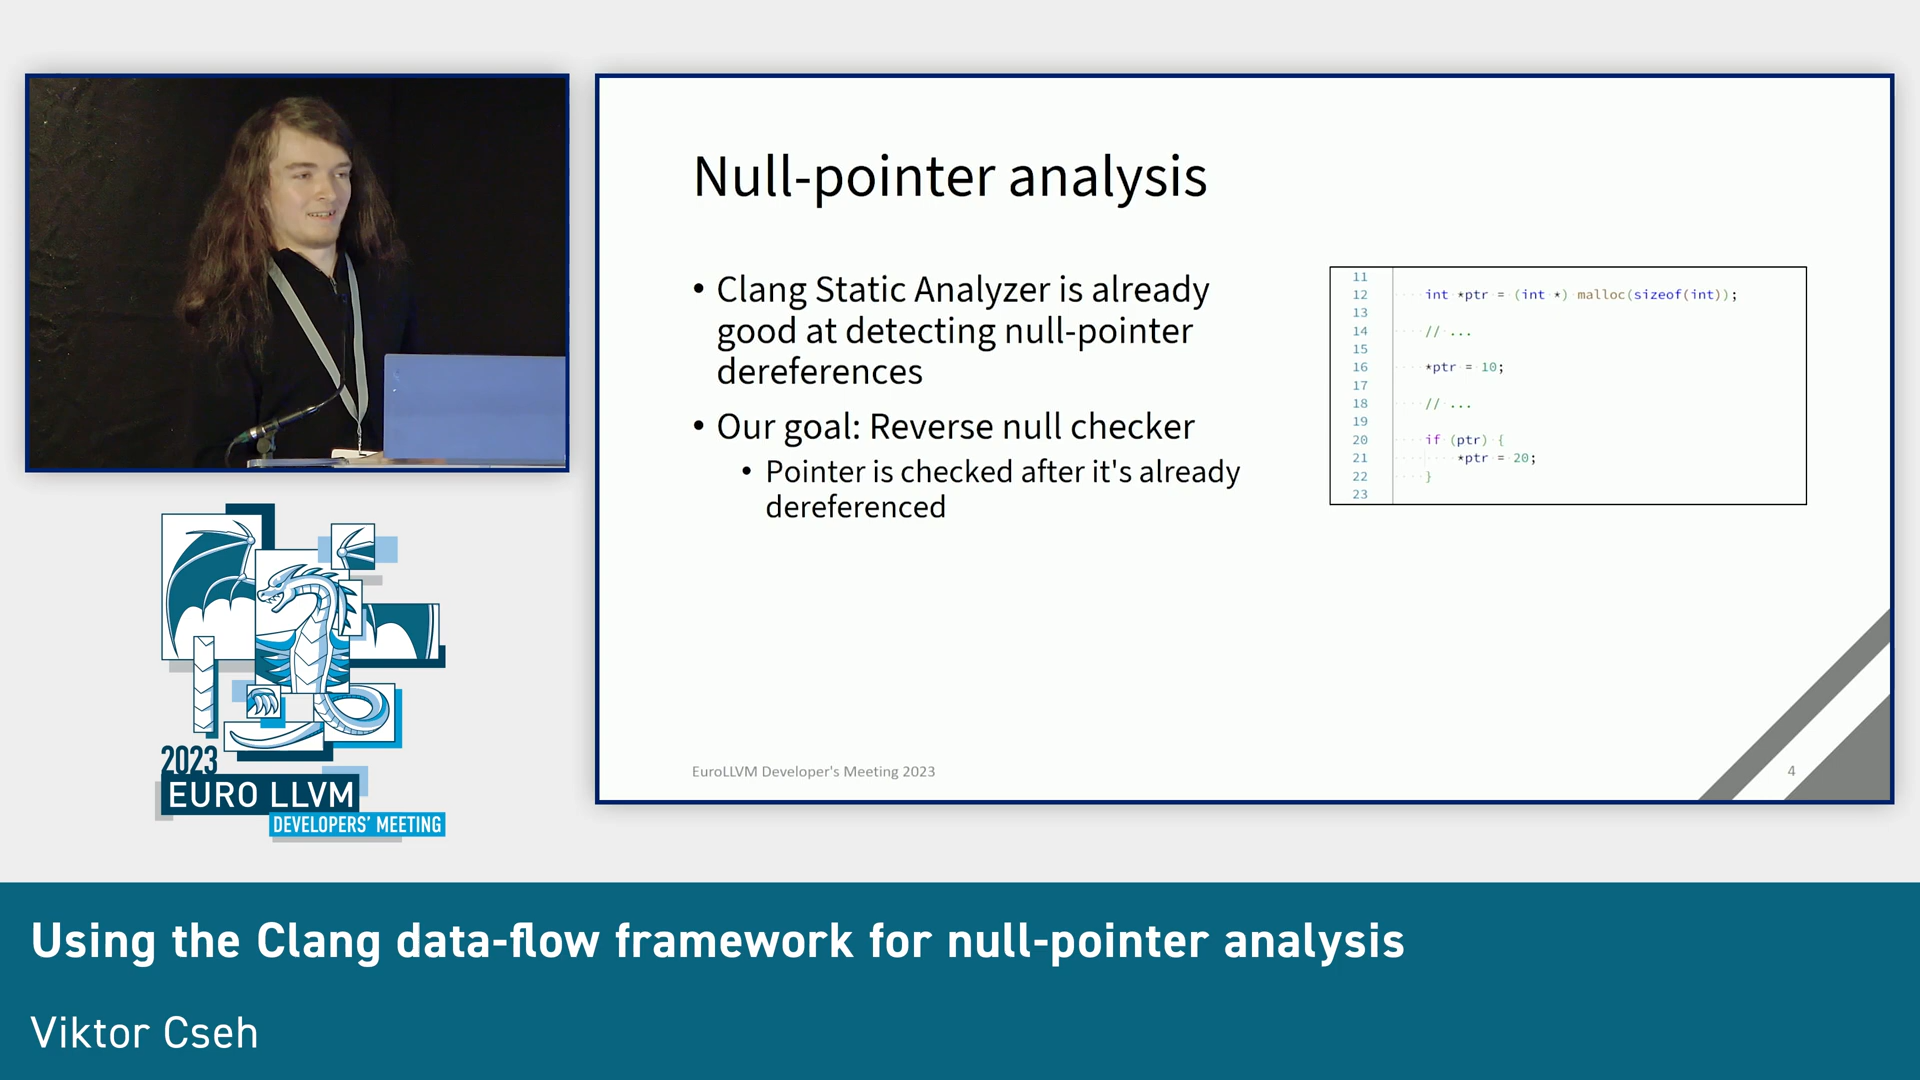 Null-pointer analysis
• Clang Static Analyzer is already
good at detecting null-pointer
dereferences
• Our goal: Reverse null checker
• Pointer is checked after it's already
dereferenced
11
12 int *ptr = (int *) malloc(sizeof(int));
13
14 // ...
15
16 *ptr = 10;
17
18 // ...
19
20 if (ptr) {
21 *ptr = 20;
22 }
23
EuroLLVM Developer's Meeting 2023
4
2023
EURO LLVM
DEVELOPERS' MEETING
Using the Clang data-flow framework for null-pointer analysis
Viktor Cseh